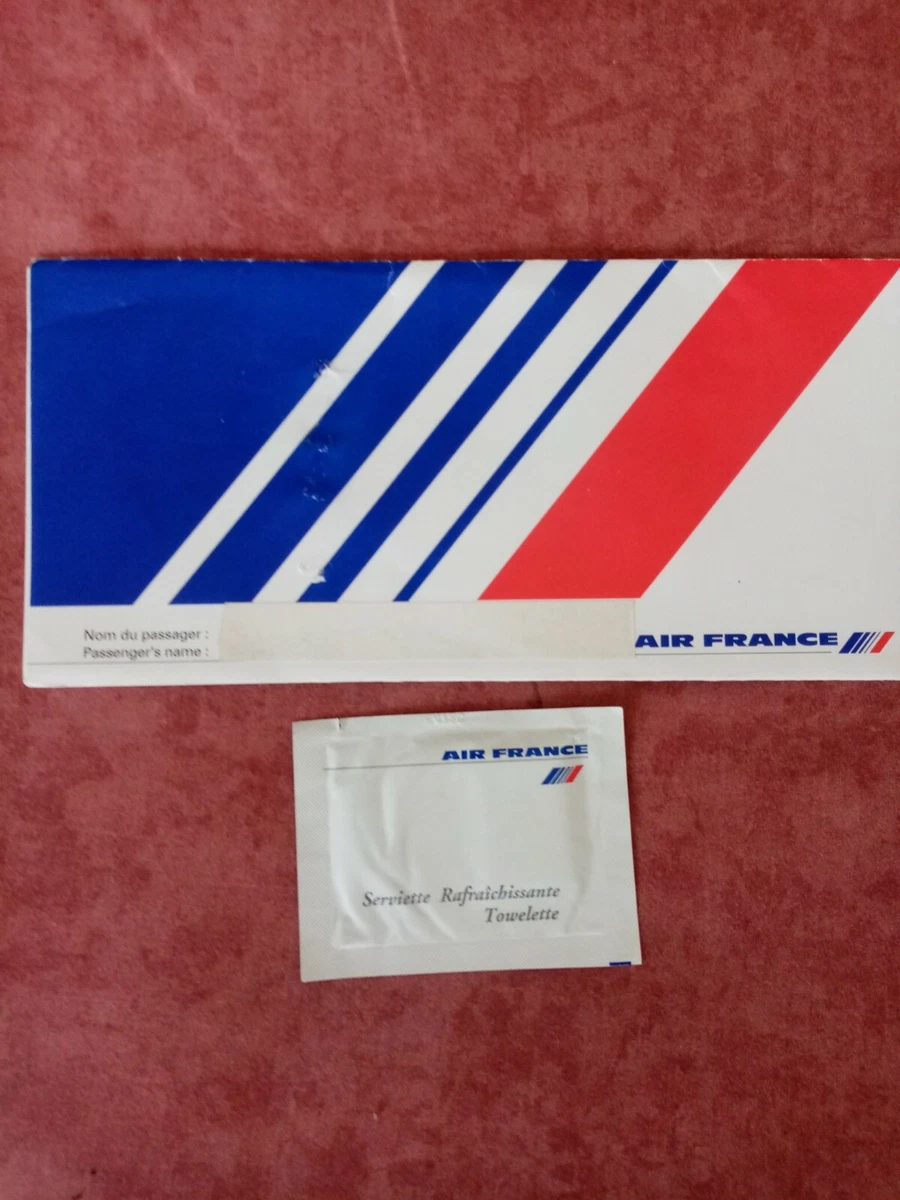 Nom du passager :
Passenger's name :
AIR FRANCE
AIR FRANCE
Serviette Rafraîchissante
Towelette